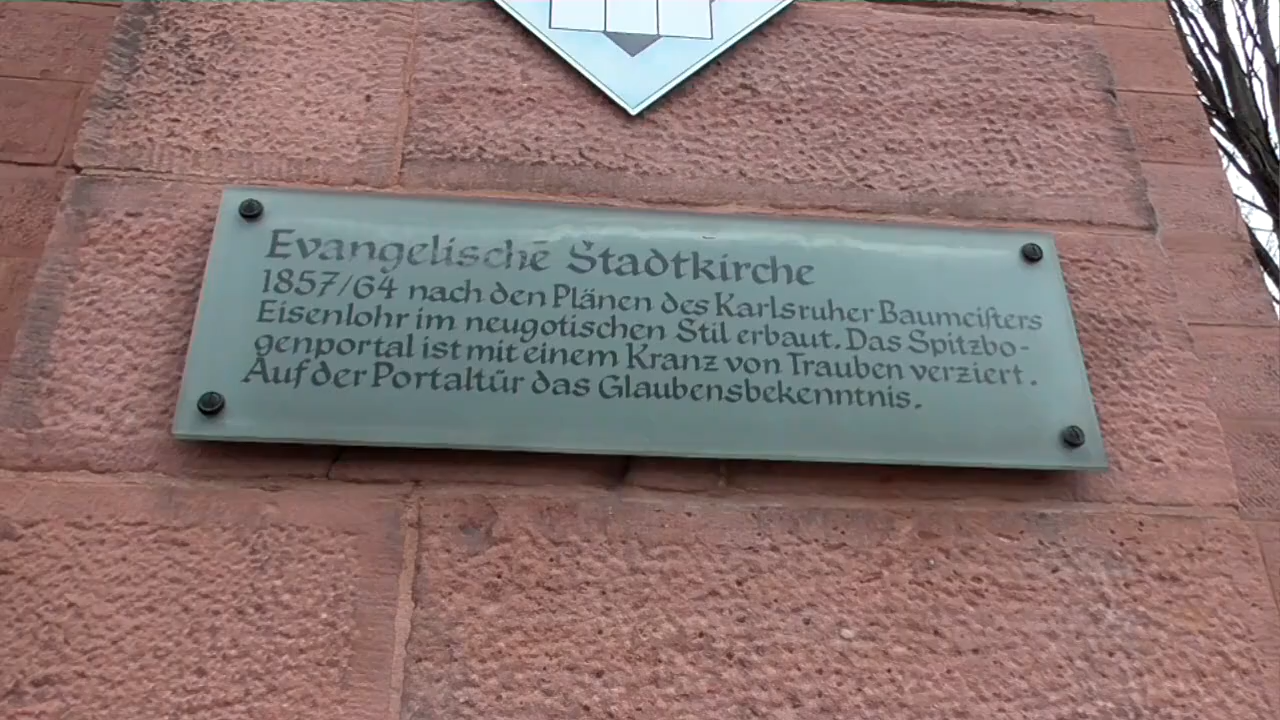 Evangelische Stadtkirche
1857/64 nach den Plänen des Karlsruher Baumeisters
Eisenlohr im neugotischen Stil erbaut. Das Spitzbo-
genportal ist mit einem Kranz von Trauben verziert.
Auf der Portaltür das Glaubensbekenntnis.